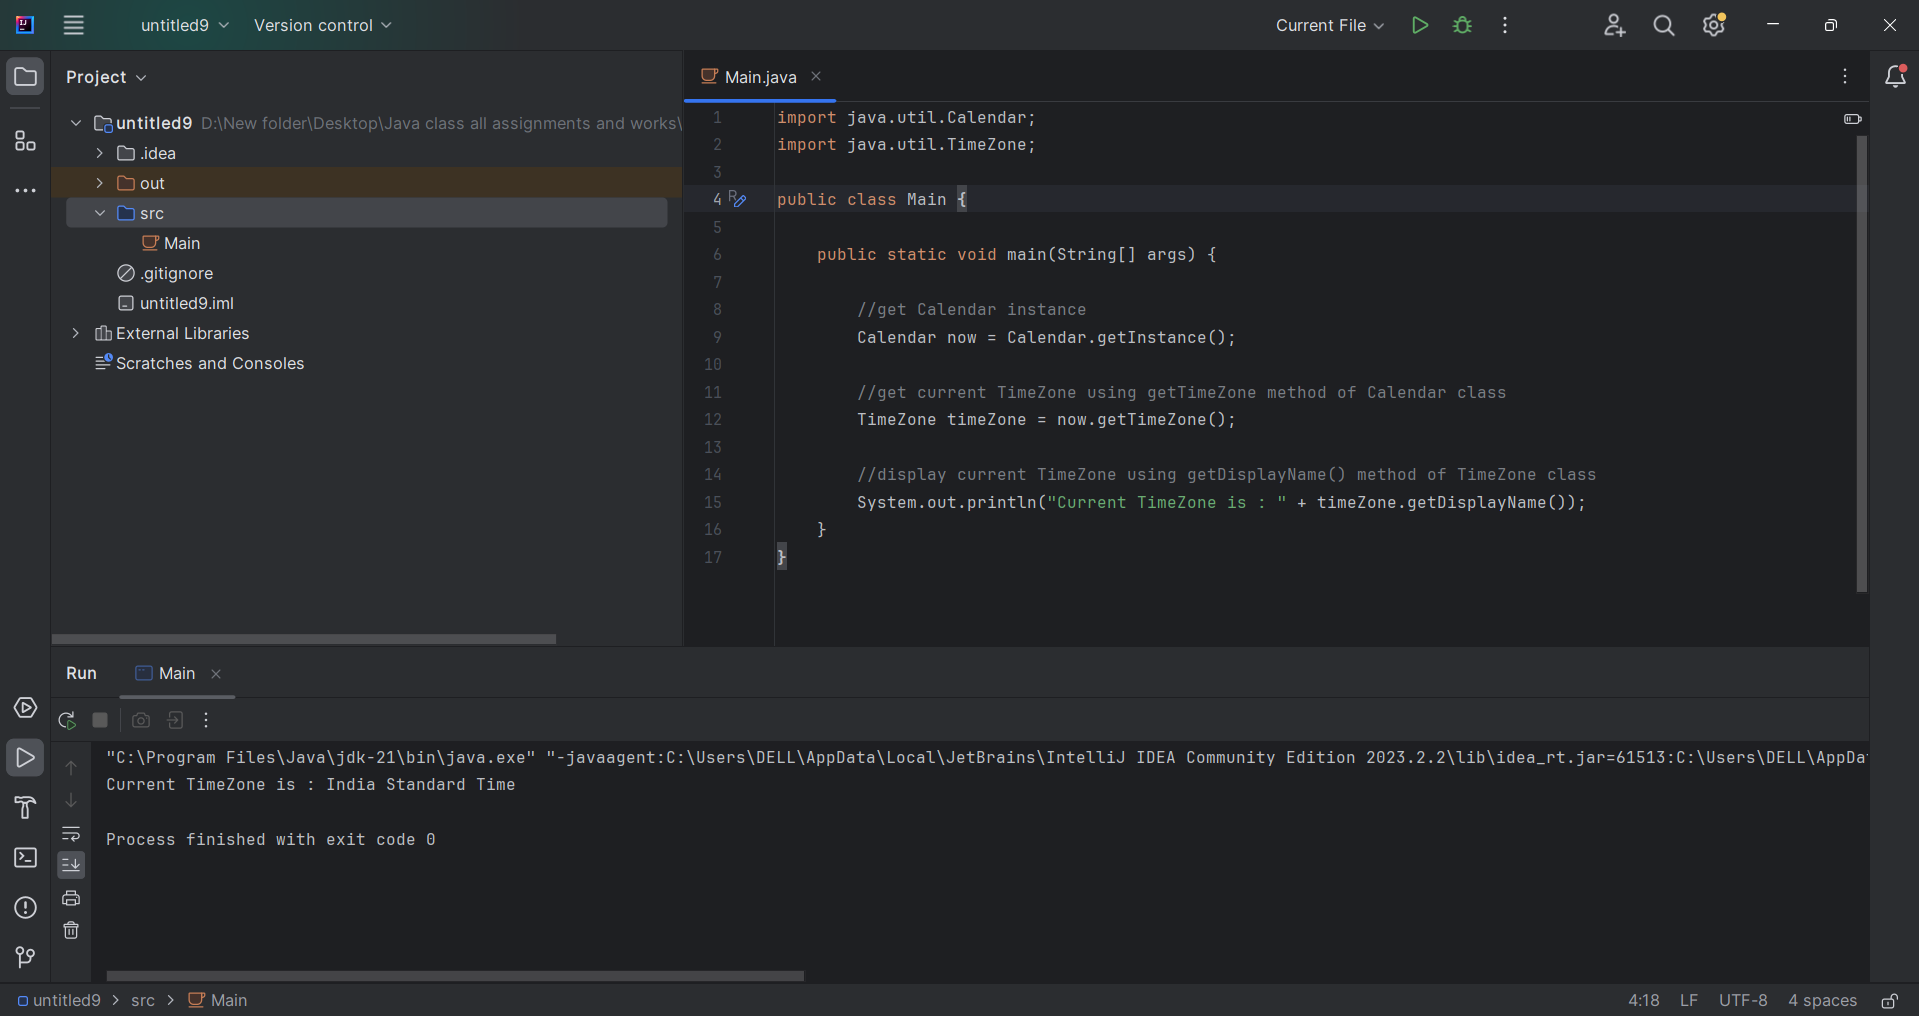 untitled9 Version control Current File
Project
Main.java
untitled9 D:\New folder\Desktop\Java class all assignments and works\
.idea
out
src
Main
.gitignore
untitled9.iml
External Libraries
Scratches and Consoles
1 import java.util.Calendar;
2 import java.util.TimeZone;
3
4 public class Main {
5
6 public static void main(String[] args) {
7
8 //get Calendar instance
9 Calendar now = Calendar.getInstance();
10
11 //get current TimeZone using getTimeZone method of Calendar class
12 TimeZone timeZone = now.getTimeZone();
13
14 //display current TimeZone using getDisplayName() method of TimeZone class
15 System.out.println("Current TimeZone is : " + timeZone.getDisplayName());
16 }
17 }
Run Main
"C:\Program Files\Java\jdk-21\bin\java.exe" "-javaagent:C:\Users\DELL\AppData\Local\JetBrains\IntelliJ IDEA Community Edition 2023.2.2\lib\idea_rt.jar=61513:C:\Users\DELL\AppDa
Current TimeZone is : India Standard Time
Process finished with exit code 0
untitled9 > src > Main 4:18 LF UTF-8 4 spaces